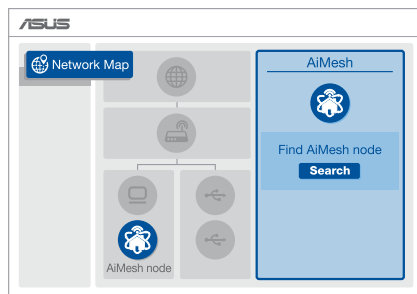 ASUS
Network Map
AiMesh
Find AiMesh node
Search
AiMesh node